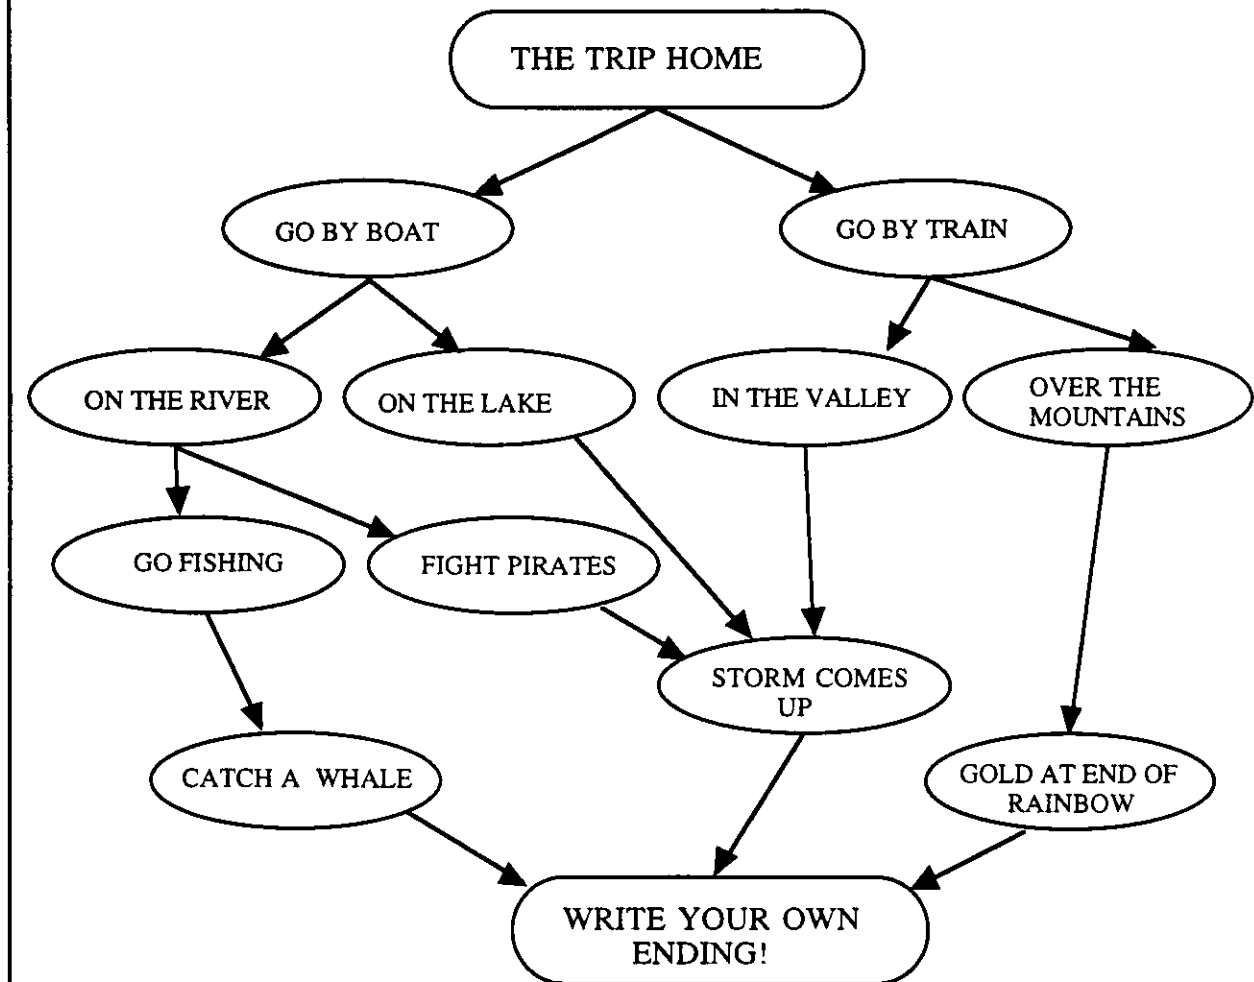 THE TRIP HOME
GO BY BOAT
GO BY TRAIN
ON THE RIVER
ON THE LAKE
IN THE VALLEY
OVER THE
MOUNTAINS
GO FISHING
FIGHT PIRATES
STORM COMES
UP
CATCH A WHALE
GOLD AT END OF
RAINBOW
WRITE YOUR OWN
ENDING!